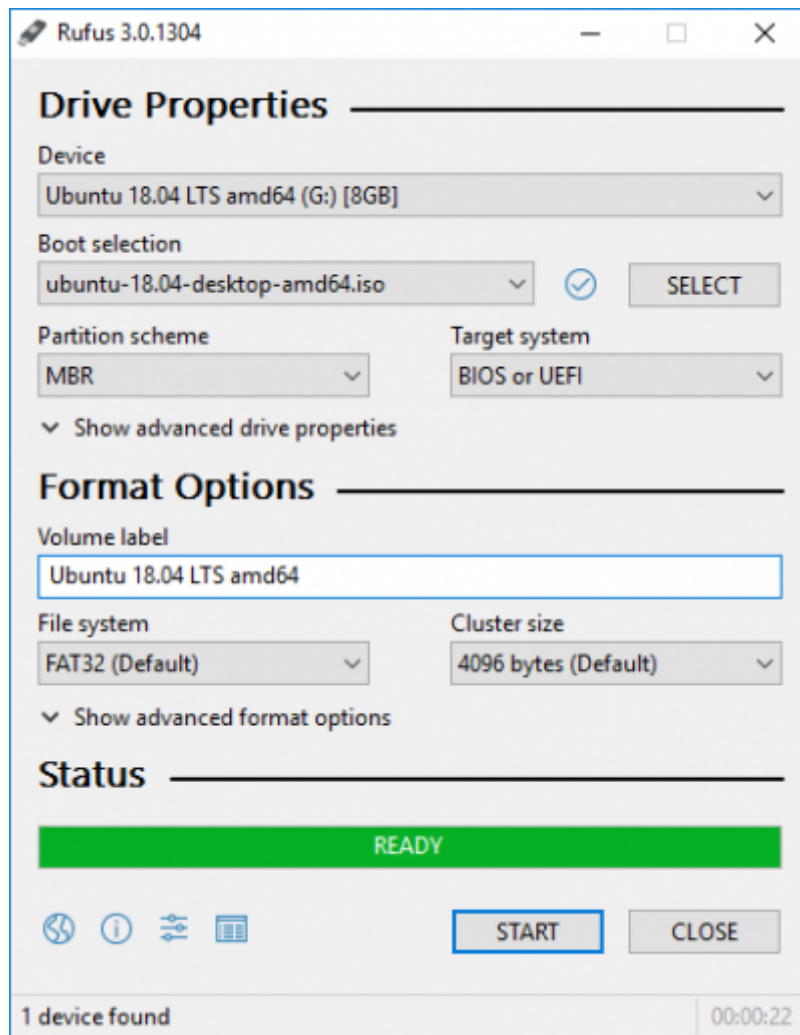 Rufus 3.0.1304
Drive Properties
Device
Ubuntu 18.04 LTS amd64 (G:) [8GB]
Boot selection
ubuntu-18.04-desktop-amd64.iso
SELECT
Partition scheme
Target system
MBR
BIOS or UEFI
Show advanced drive properties
Format Options
Volume label
Ubuntu 18.04 LTS amd64
File system
Cluster size
FAT32 (Default)
4096 bytes (Default)
Show advanced format options
Status
READY
START
CLOSE
1 device found
00:00:22